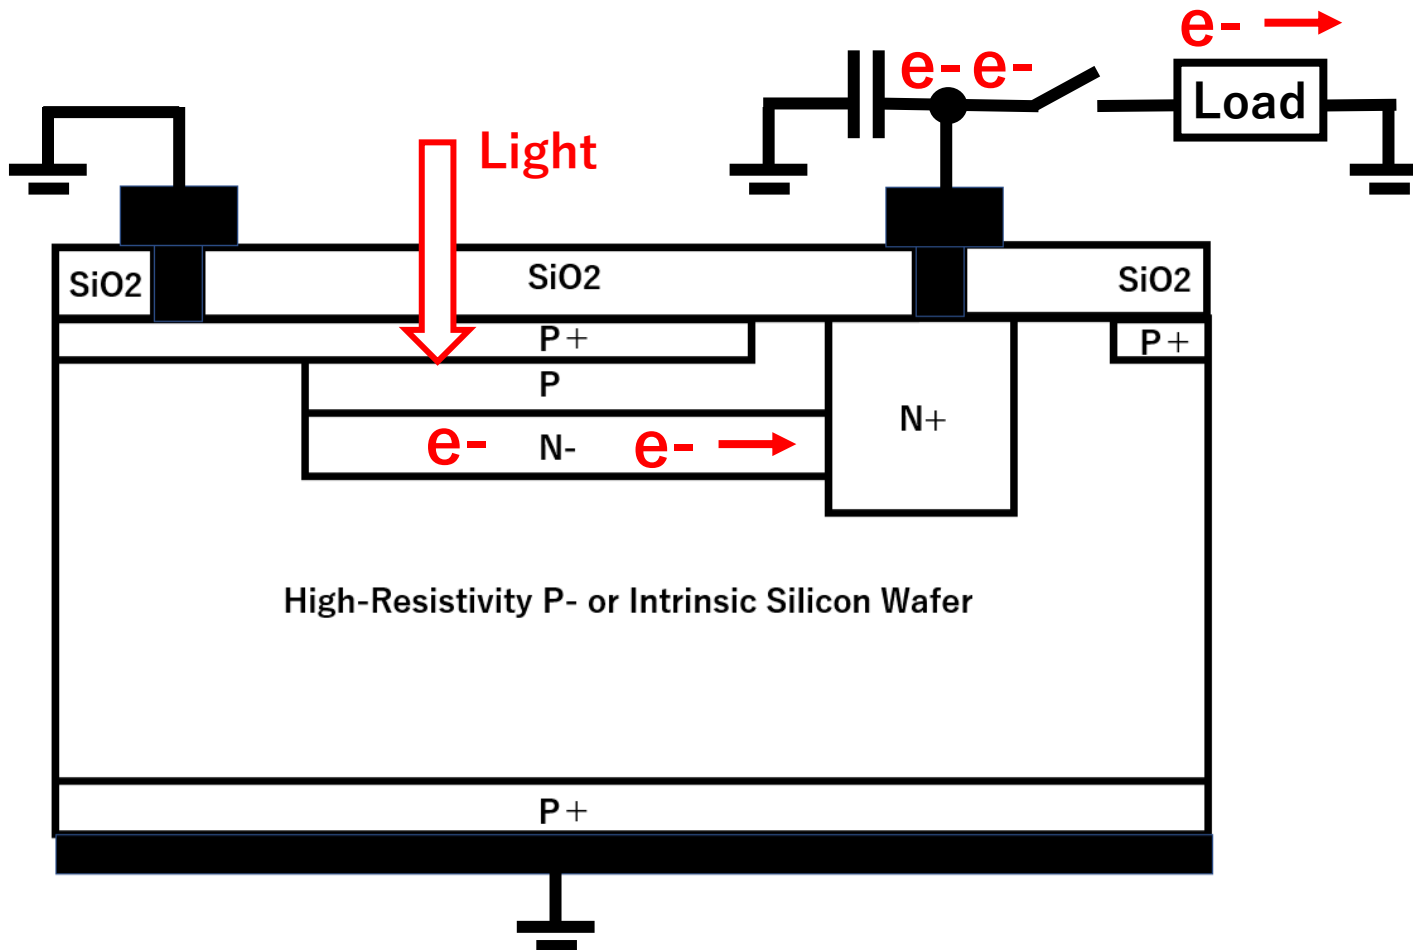 e-
e- e-
Load
Light
SiO2
SiO2
SiO2
P+
P+
P
N+
e- N- e-
High-Resistivity P- or Intrinsic Silicon Wafer
P+